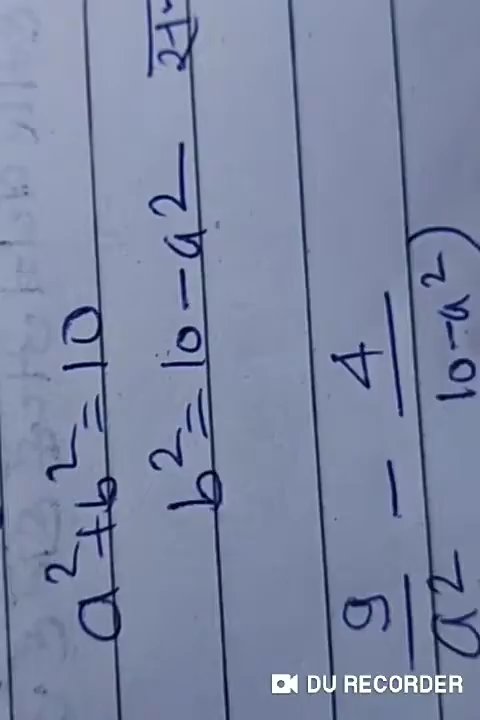 a²+b²=10
b²=10-a²
9/a² - 4/(10-a²)
DU RECORDER